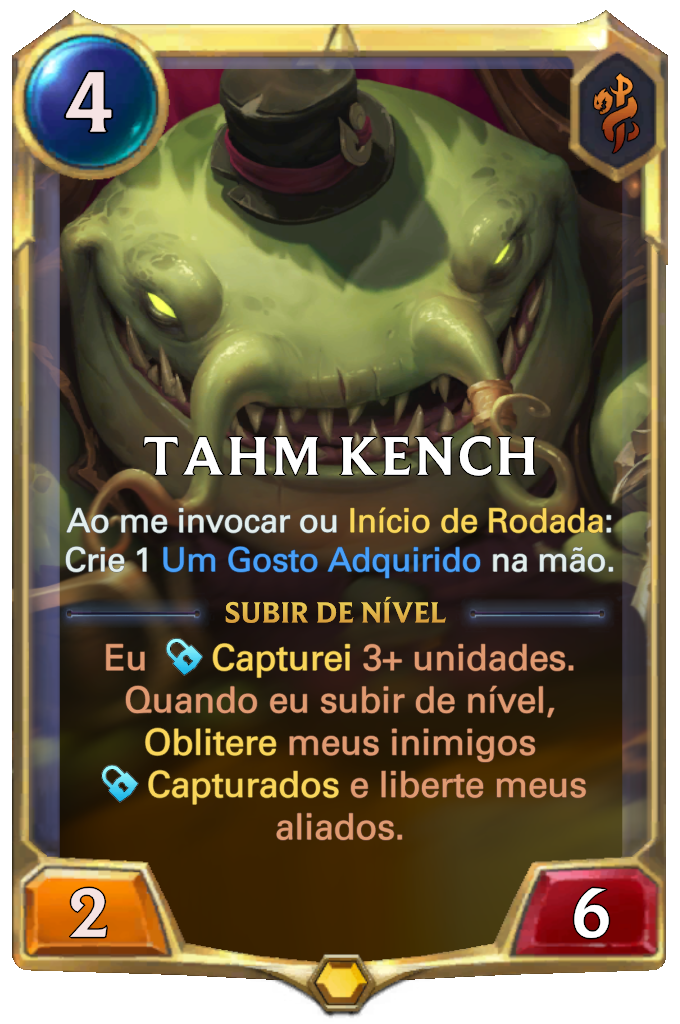 4
TAHM KENCH
Ao me invocar ou Início de Rodada:
Crie 1 Um Gosto Adquirido na mão.
SUBIR DE NÍVEL
Eu Capturei 3+ unidades.
Quando eu subir de nível,
Oblitere meus inimigos
Capturados e liberte meus
aliados.
2
6